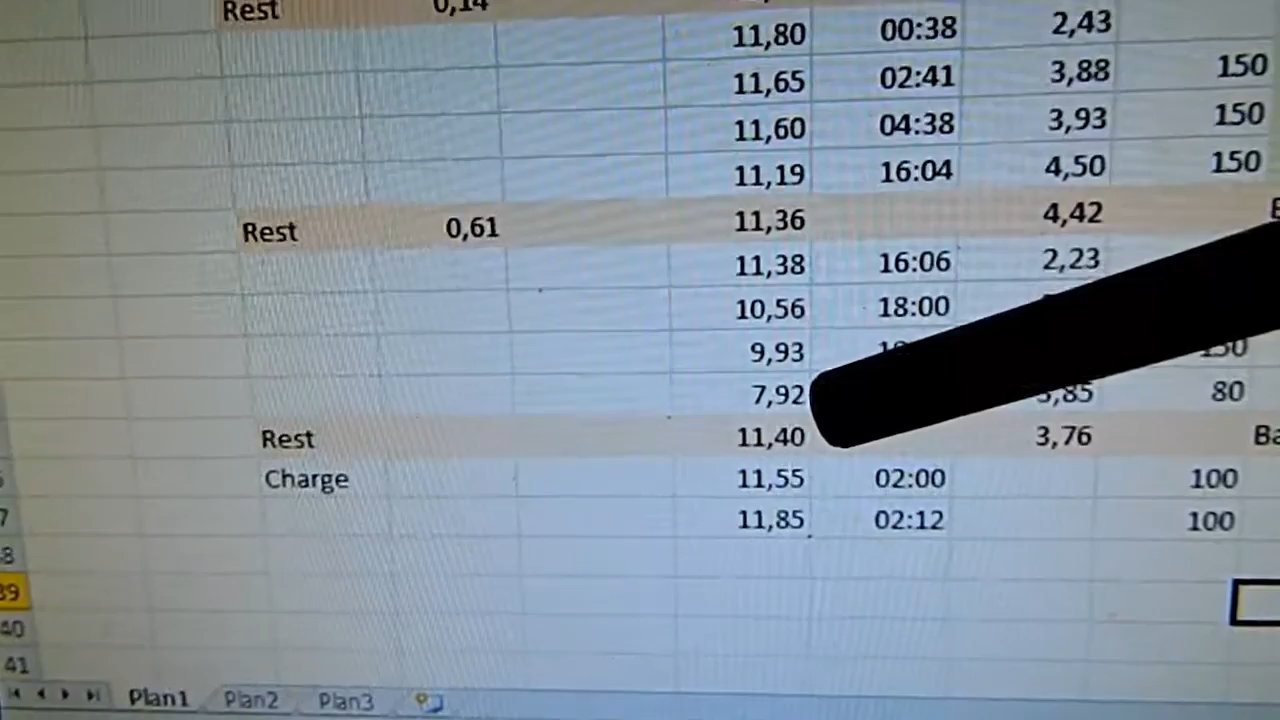 Rest 0,14
11,80 00:38 2,43
11,65 02:41 3,88 150
11,60 04:38 3,93 150
11,19 16:04 4,50 150
Rest 0,61 11,36 4,42
11,38 16:06 2,23
10,56 18:00
9,93
7,92 80
Rest 11,40 3,76
Charge 11,55 02:00 100
11,85 02:12 100
40
41
Plan1 Plan2 Plan3